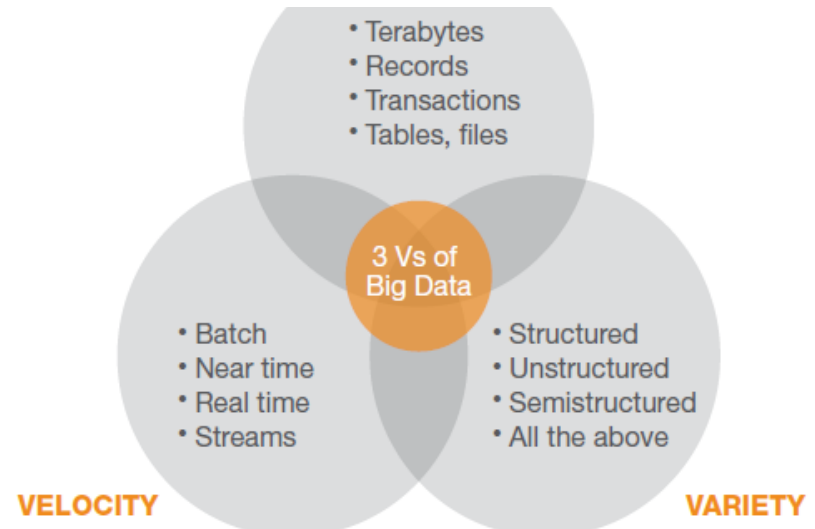 • Terabytes
• Records
• Transactions
• Tables, files
3 Vs of
Big Data
• Batch
• Near time
• Real time
• Streams
• Structured
• Unstructured
• Semistructured
• All the above
VELOCITY
VARIETY